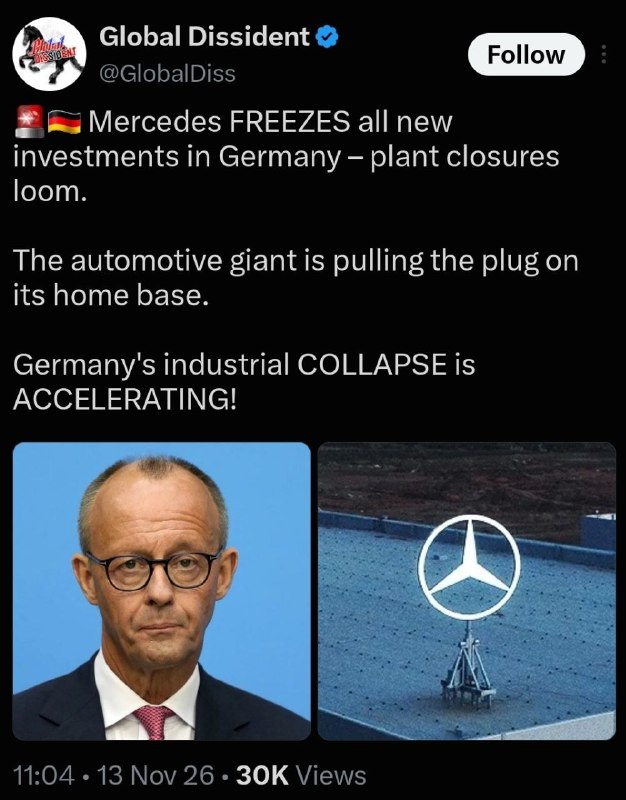 Global Dissident
@GlobalDiss
Follow
🚨🇩🇪 Mercedes FREEZES all new
investments in Germany – plant closures
loom.
The automotive giant is pulling the plug on
its home base.
Germany's industrial COLLAPSE is
ACCELERATING!
11:04 • 13 Nov 26 • 30K Views